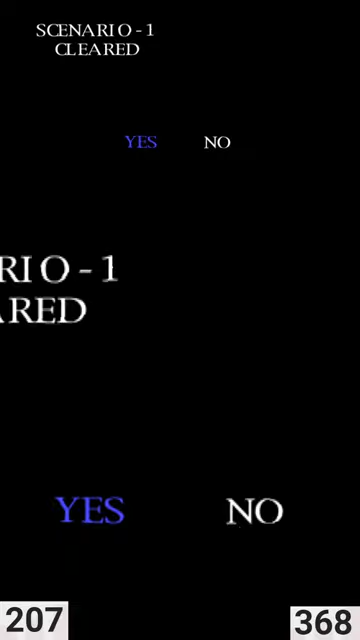 SCENARIO-1
CLEARED
YES NO
RIO-1
ARED
YES NO
207 368